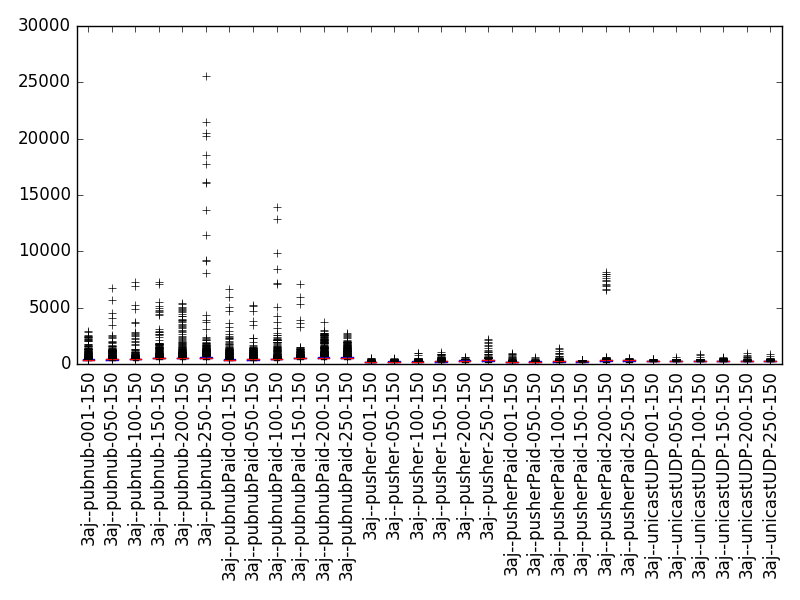 30000
25000
20000
15000
10000
5000
0
3aj--pubnub-001-150
3aj--pubnub-050-150
3aj--pubnub-100-150
3aj--pubnub-150-150
3aj--pubnub-200-150
3aj--pubnub-250-150
3aj--pubnubPaid-001-150
3aj--pubnubPaid-050-150
3aj--pubnubPaid-100-150
3aj--pubnubPaid-150-150
3aj--pubnubPaid-200-150
3aj--pubnubPaid-250-150
3aj--pusher-001-150
3aj--pusher-050-150
3aj--pusher-100-150
3aj--pusher-150-150
3aj--pusher-200-150
3aj--pusher-250-150
3aj--pusherPaid-001-150
3aj--pusherPaid-050-150
3aj--pusherPaid-100-150
3aj--pusherPaid-150-150
3aj--pusherPaid-200-150
3aj--pusherPaid-250-150
3aj--unicastUDP-001-150
3aj--unicastUDP-050-150
3aj--unicastUDP-100-150
3aj--unicastUDP-150-150
3aj--unicastUDP-200-150
3aj--unicastUDP-250-150